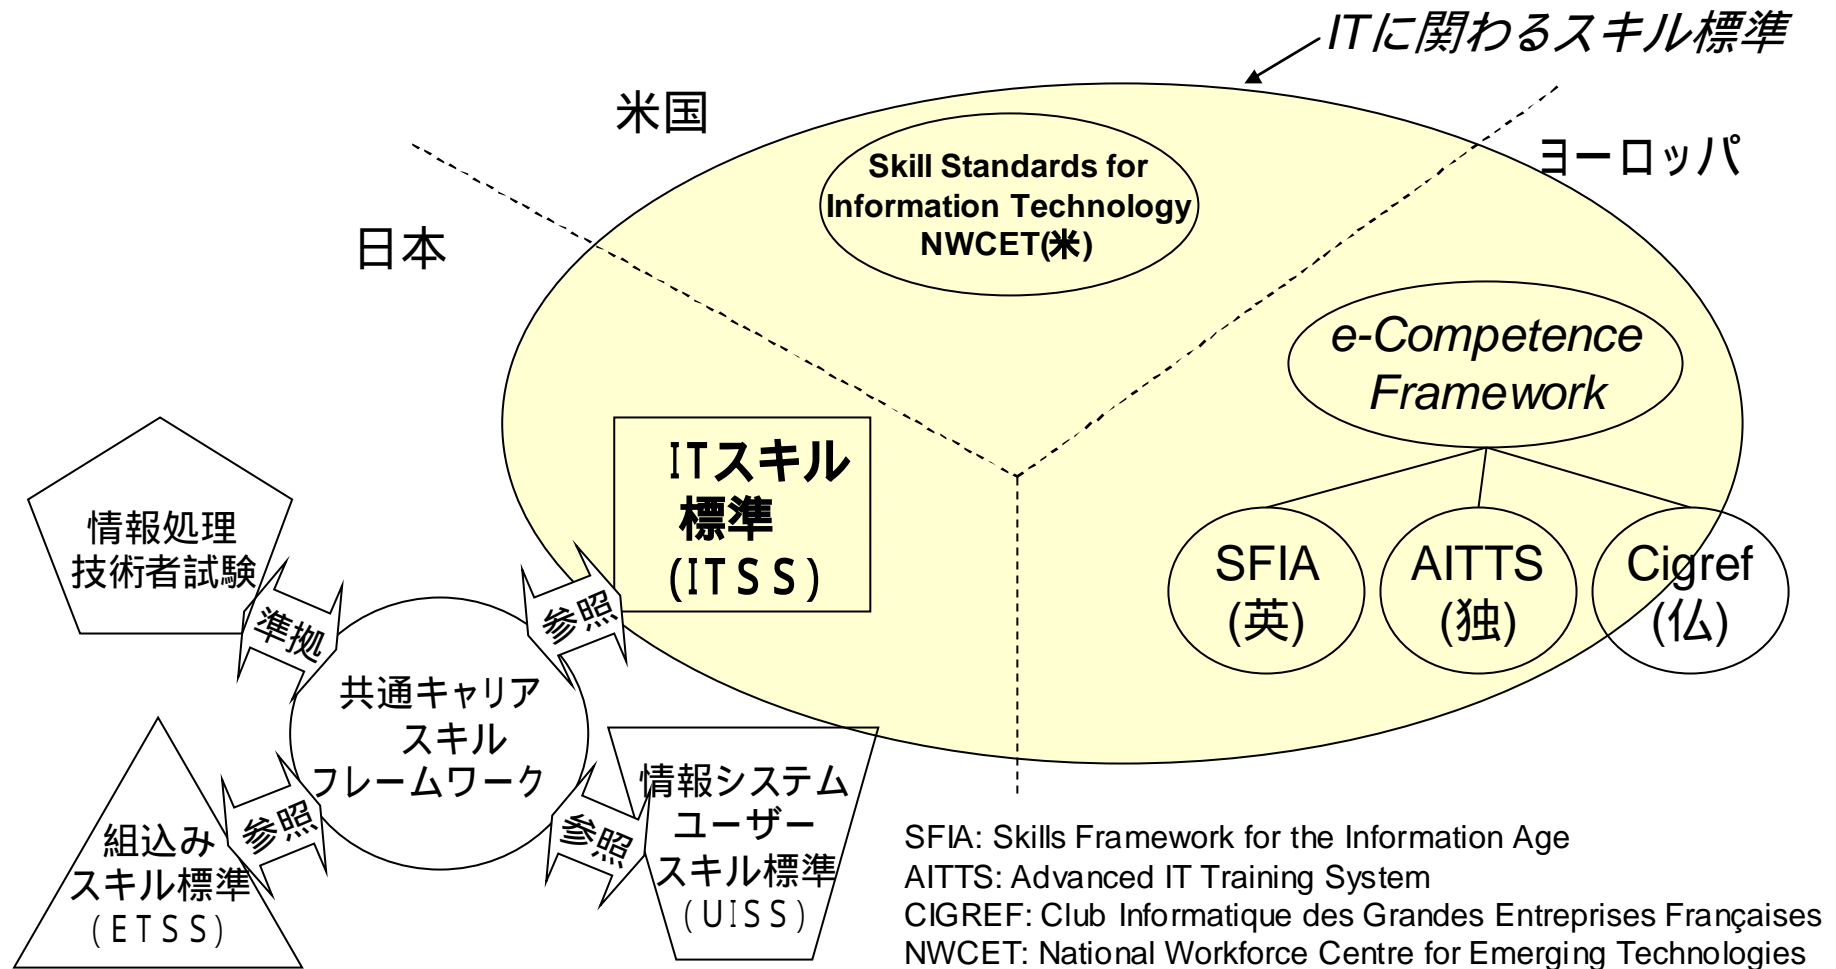 ITに関わるスキル標準
米国
ヨーロッパ
日本
Skill Standards for
Information Technology
NWCET(米)
e-Competence
Framework
ITスキル
標準
(ITSS)
SFIA
(英)
AITTS
(独)
Cigref
(仏)
情報処理
技術者試験
準拠
参照
共通キャリア
スキル
フレームワーク
参照
参照
組込み
スキル標準
(ETSS)
情報システム
ユーザー
スキル標準
(UISS)
SFIA: Skills Framework for the Information Age
AITTS: Advanced IT Training System
CIGREF: Club Informatique des Grandes Entreprises Françaises
NWCET: National Workforce Centre for Emerging Technologies